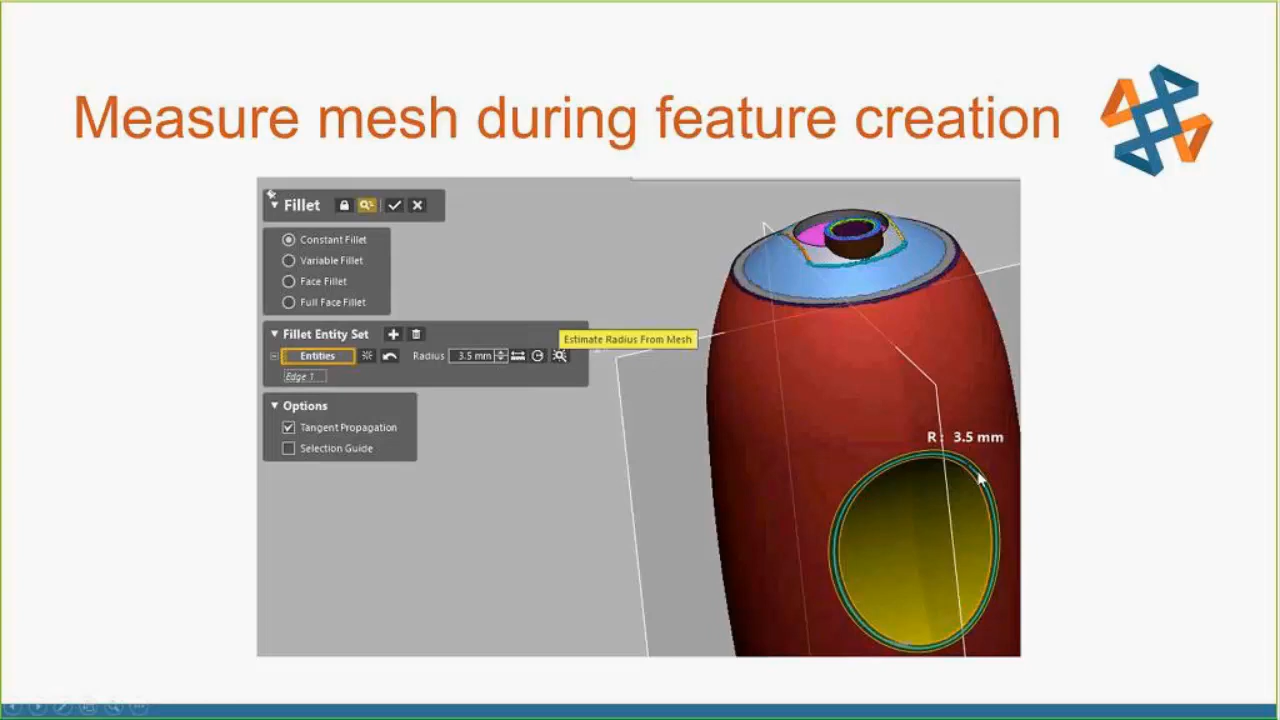 Measure mesh during feature creation
Fillet
Constant Fillet
Variable Fillet
Face Fillet
Full Face Fillet
Fillet Entity Set
Estimate Radius From Mesh
Entities Radius 3.5 mm
Edge 1
Options
Tangent Propagation
Selection Guide
R : 3.5 mm